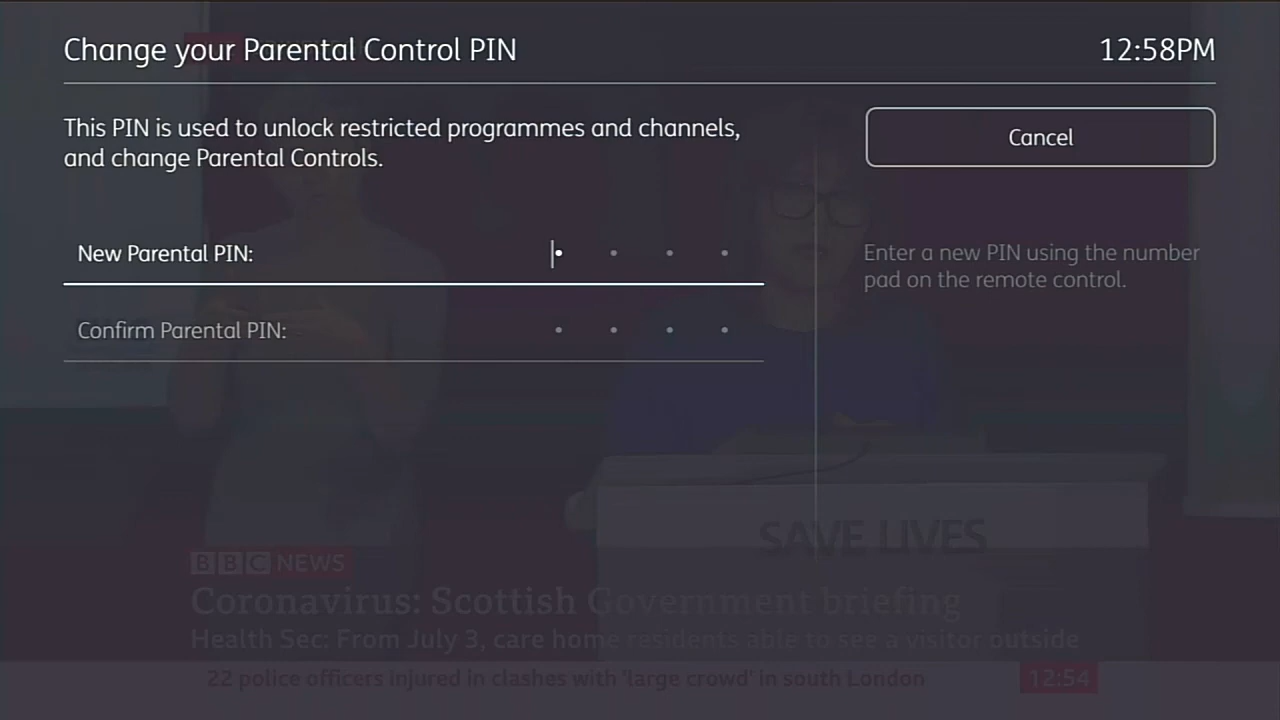 Change your Parental Control PIN
12:58PM
This PIN is used to unlock restricted programmes and channels,
and change Parental Controls.
Cancel
New Parental PIN:
Enter a new PIN using the number
pad on the remote control.
Confirm Parental PIN:
SAVE LIVES
BBC NEWS
Coronavirus: Scottish Government briefing
Health Sec: From July 3, care home residents able to see a visitor outside
22 police officers injured in clashes with 'large crowd' in south London
12:54